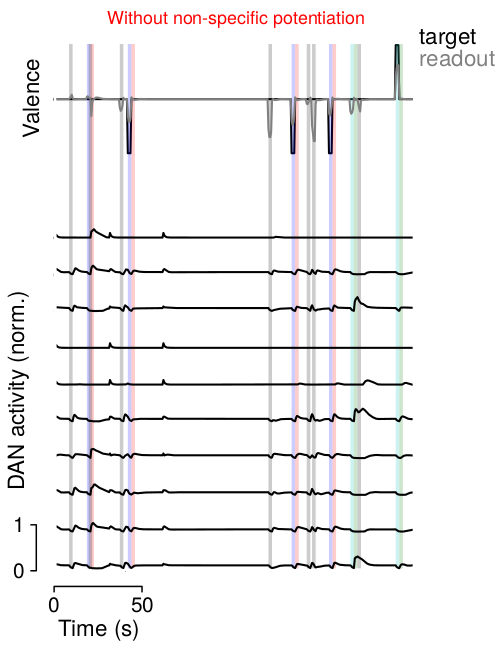 Without non-specific potentiation
target
readout
Valence
DAN activity (norm.)
1
0
0 50
Time (s)